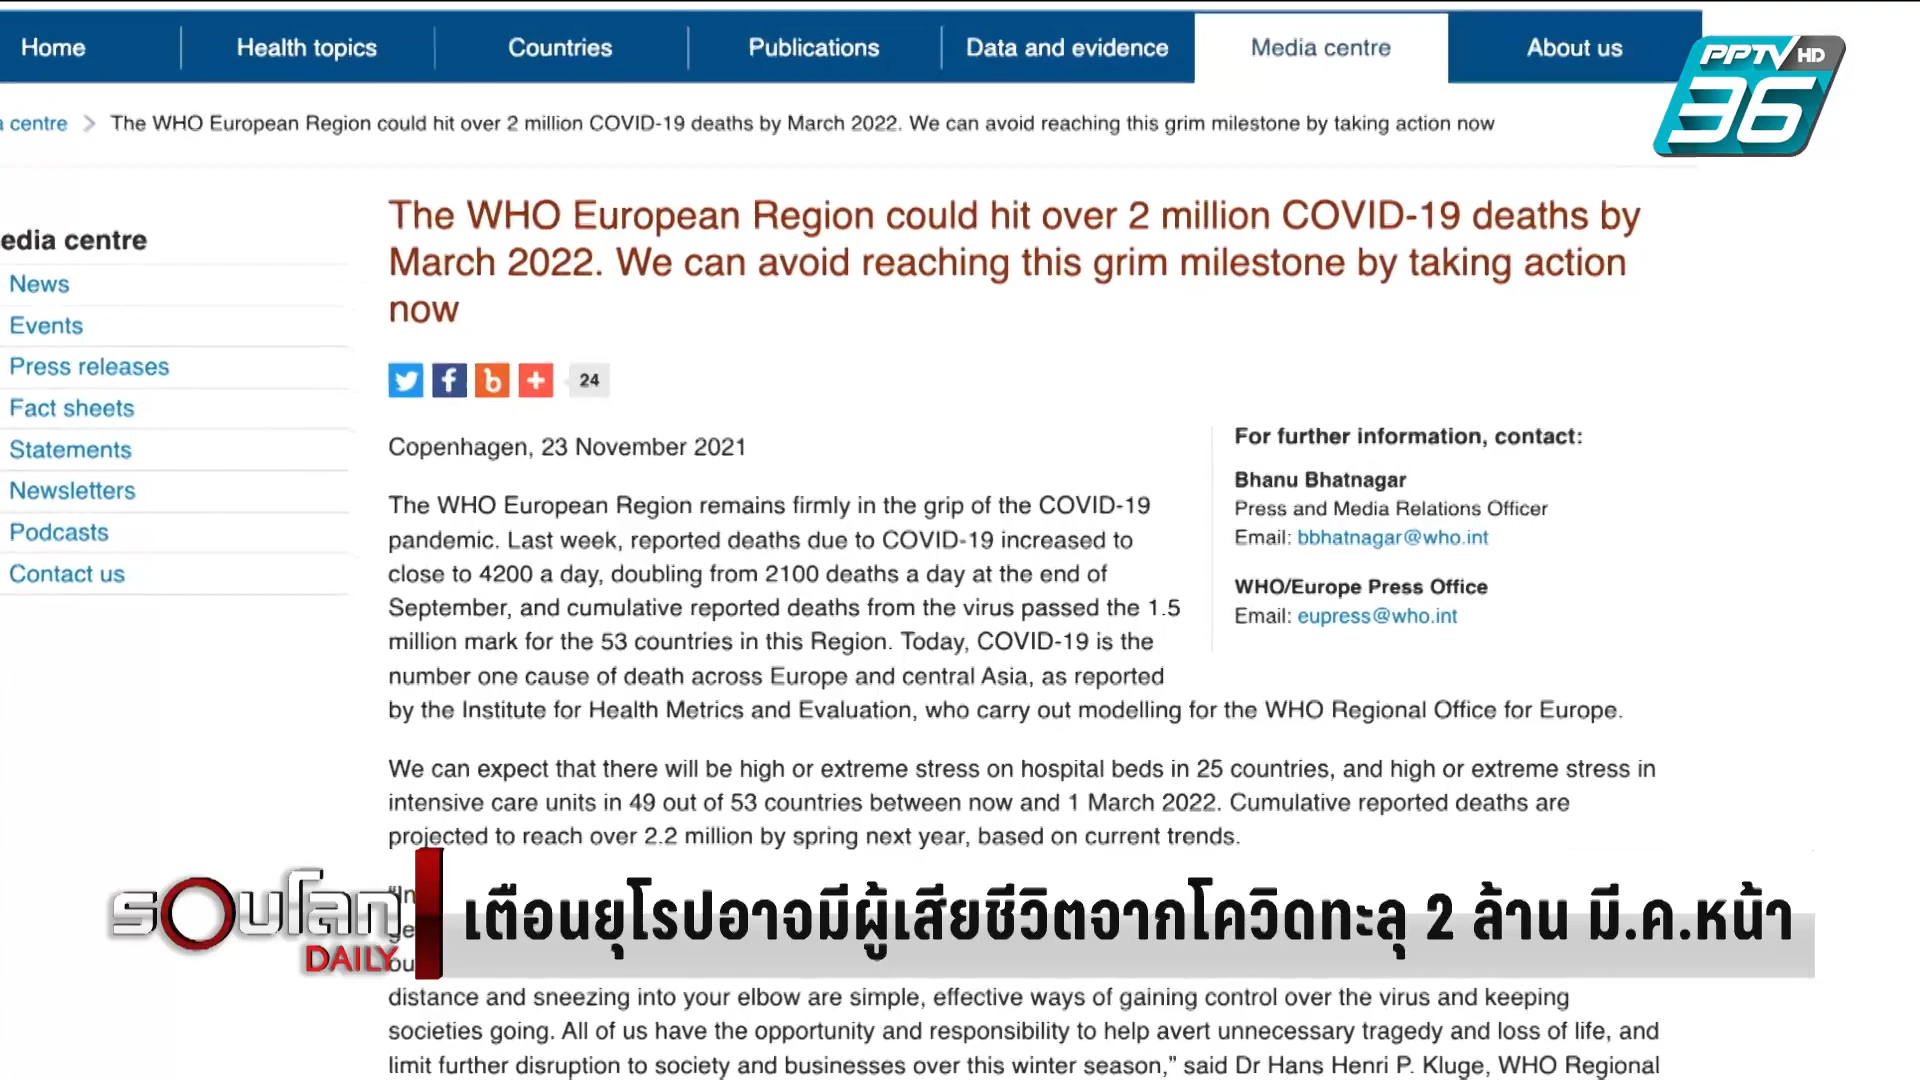 Home Health topics Countries Publications Data and evidence Media centre About us
PPTV HD
36
centre > The WHO European Region could hit over 2 million COVID-19 deaths by March 2022. We can avoid reaching this grim milestone by taking action now
The WHO European Region could hit over 2 million COVID-19 deaths by
March 2022. We can avoid reaching this grim milestone by taking action
now
edia centre
News
Events
Press releases
Fact sheets
Statements
Newsletters
Podcasts
Contact us
24
Copenhagen, 23 November 2021
The WHO European Region remains firmly in the grip of the COVID-19
pandemic. Last week, reported deaths due to COVID-19 increased to
close to 4200 a day, doubling from 2100 deaths a day at the end of
September, and cumulative reported deaths from the virus passed the 1.5
million mark for the 53 countries in this Region. Today, COVID-19 is the
number one cause of death across Europe and central Asia, as reported
by the Institute for Health Metrics and Evaluation, who carry out modelling for the WHO Regional Office for Europe.
For further information, contact:
Bhanu Bhatnagar
Press and Media Relations Officer
Email: bbhatnagar@who.int
WHO/Europe Press Office
Email: eupress@who.int
We can expect that there will be high or extreme stress on hospital beds in 25 countries, and high or extreme stress in
intensive care units in 49 out of 53 countries between now and 1 March 2022. Cumulative reported deaths are
projected to reach over 2.2 million by spring next year, based on current trends.
รอบโลก
DAILY
เตือนยุโรปอาจมีผู้เสียชีวิตจากโควิดทะลุ 2 ล้าน มี.ค.หน้า
distance and sneezing into your elbow are simple, effective ways of gaining control over the virus and keeping
societies going. All of us have the opportunity and responsibility to help avert unnecessary tragedy and loss of life, and
limit further disruption to society and businesses over this winter season,” said Dr Hans Henri P. Kluge, WHO Regional